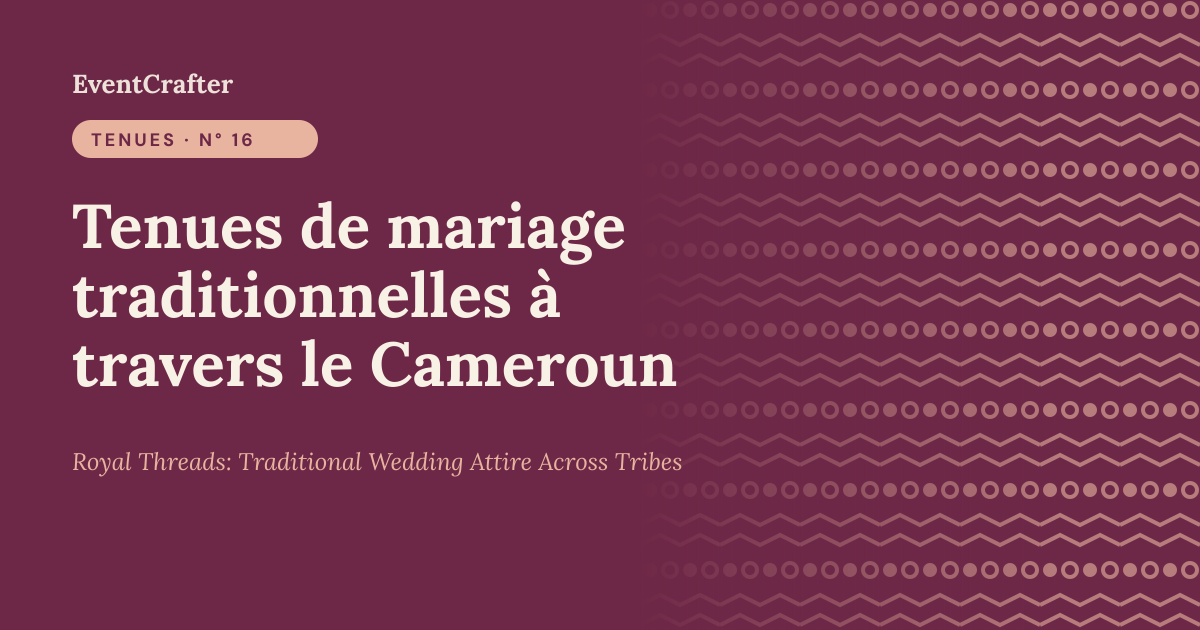 EventCrafter
TENUES · N° 16
Tenues de mariage
traditionnelles à
travers le Cameroun
Royal Threads: Traditional Wedding Attire Across Tribes